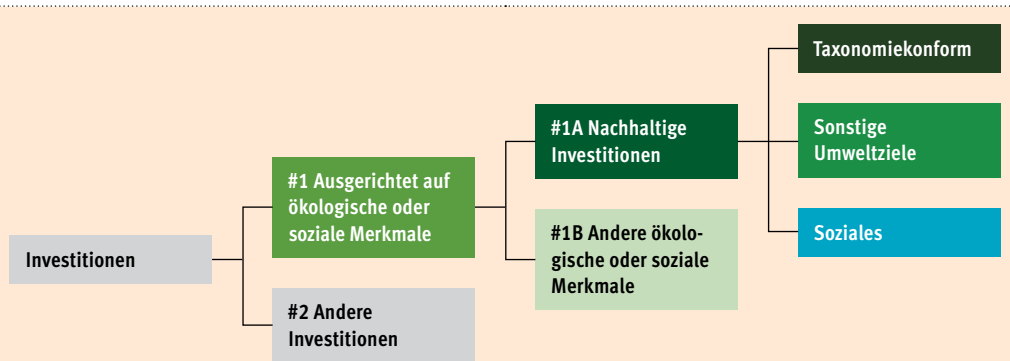 Investitionen
#1 Ausgerichtet auf
ökologische oder
soziale Merkmale
#2 Andere
Investitionen
#1A Nachhaltige
Investitionen
#1B Andere ökolo-
gische oder soziale
Merkmale
Taxonomiekonform
Sonstige
Umweltziele
Soziales